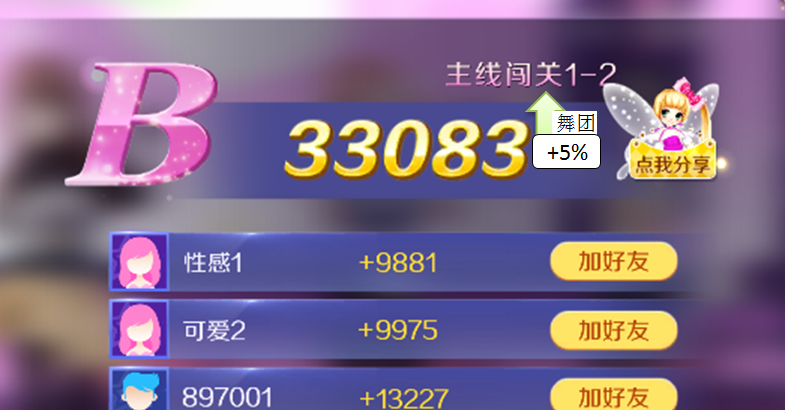 主线闯关1-2
B
33083
舞团
+5%
点我分享
性感1 +9881 加好友
可爱2 +9975 加好友
897001 +13227 加好友